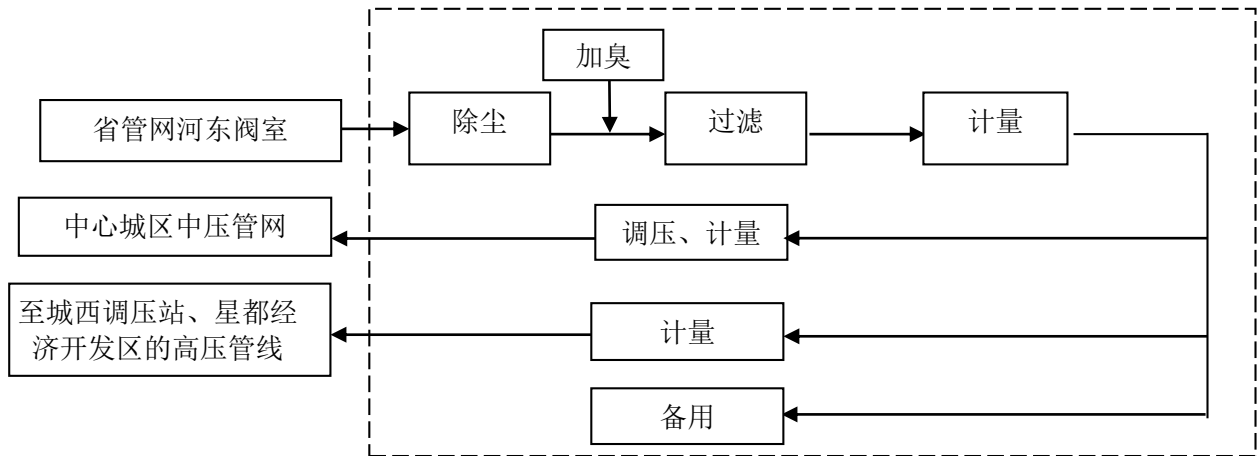 加臭
省管网河东阀室
除尘
过滤
计量
中心城区中压管网
调压、计量
至城西调压站、星都经
济开发区的高压管线
计量
备用